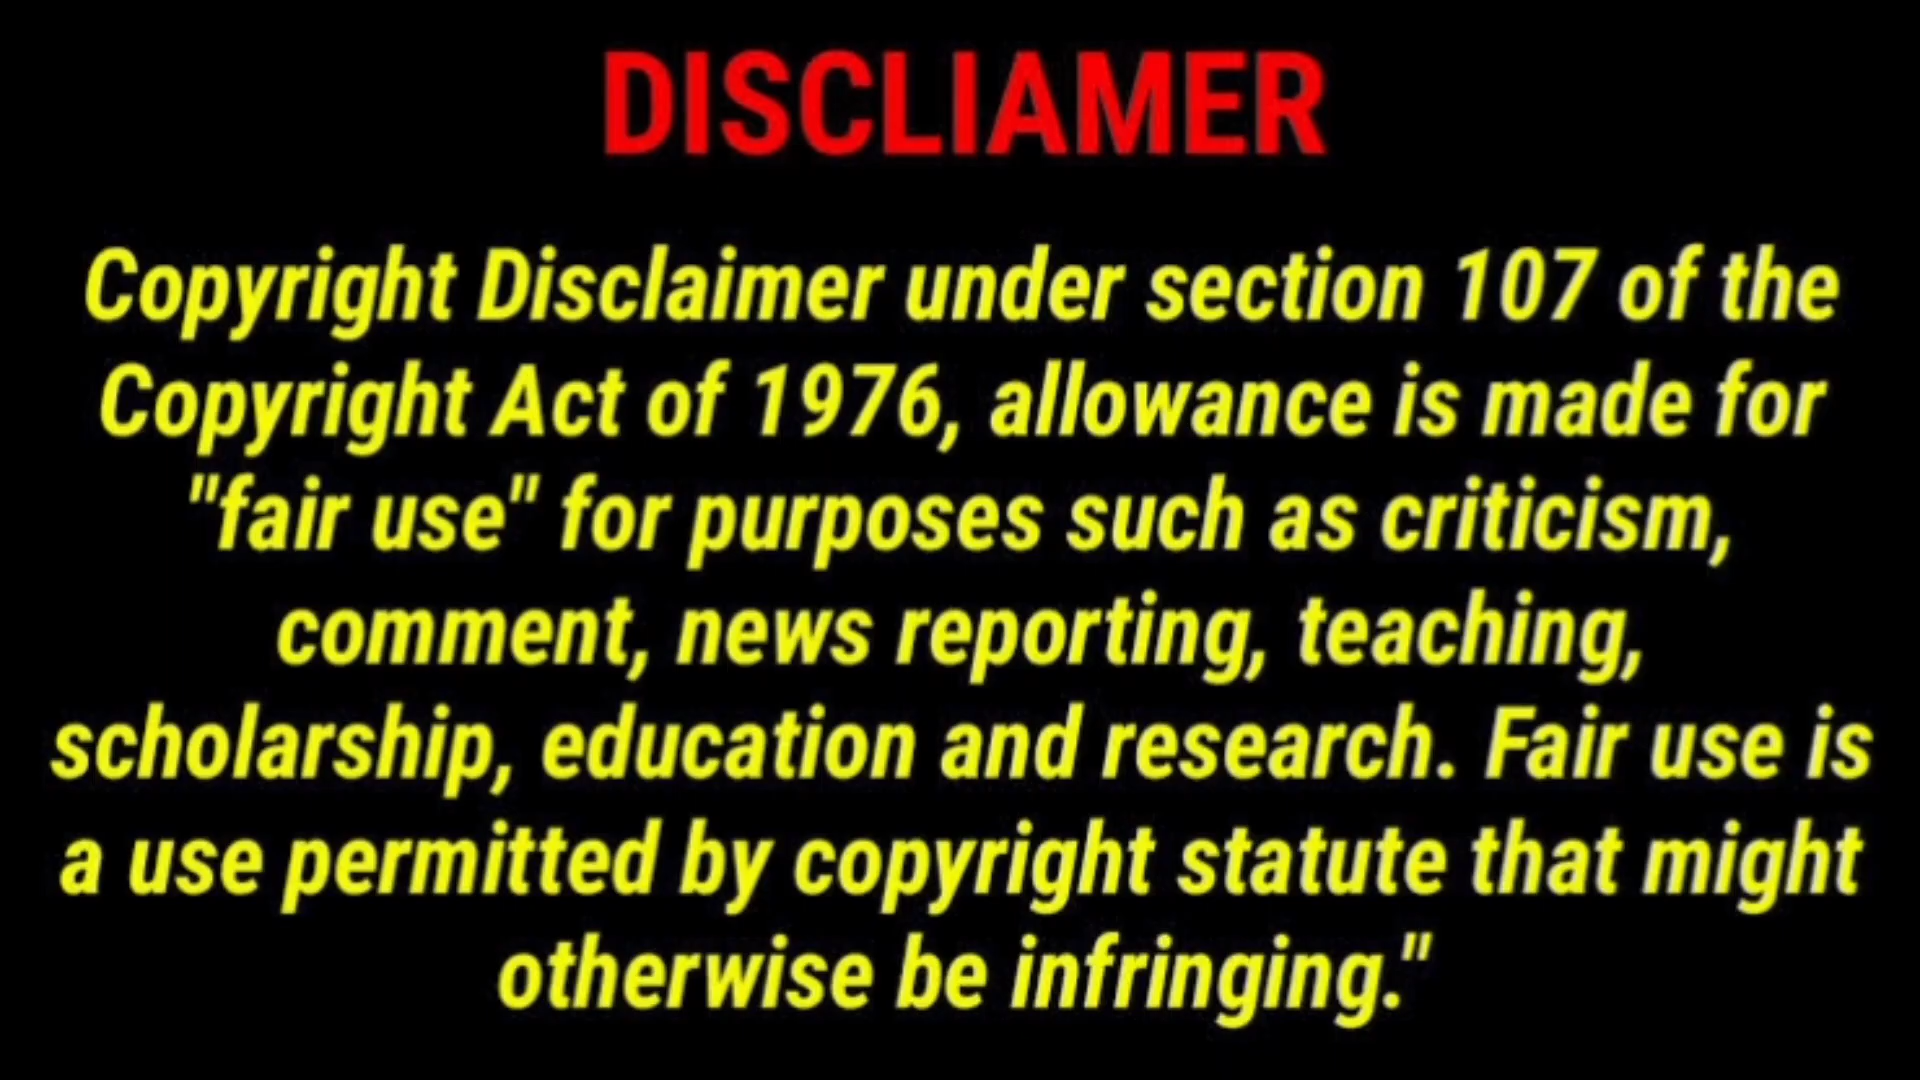 DISCLIAMER
Copyright Disclaimer under section 107 of the
Copyright Act of 1976, allowance is made for
"fair use" for purposes such as criticism,
comment, news reporting, teaching,
scholarship, education and research. Fair use is
a use permitted by copyright statute that might
otherwise be infringing."